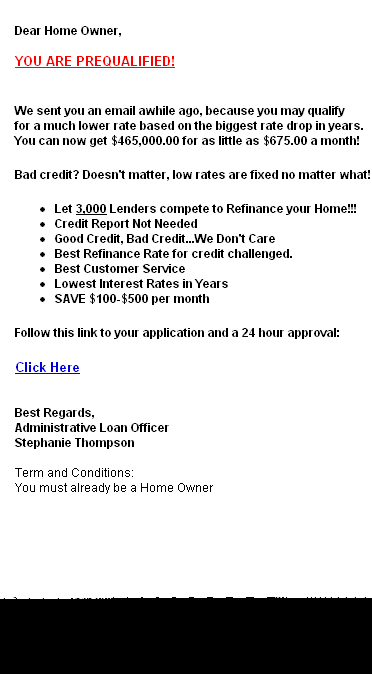 Dear Home Owner,
YOU ARE PREQUALIFIED!
We sent you an email awhile ago, because you may qualify
for a much lower rate based on the biggest rate drop in years.
You can now get $465,000.00 for as little as $675.00 a month!
Bad credit? Doesn't matter, low rates are fixed no matter what!
• Let 3,000 Lenders compete to Refinance your Home!!!
• Credit Report Not Needed
• Good Credit, Bad Credit...We Don't Care
• Best Refinance Rate for credit challenged.
• Best Customer Service
• Lowest Interest Rates in Years
• SAVE $100-$500 per month
Follow this link to your application and a 24 hour approval:
Click Here
Best Regards,
Administrative Loan Officer
Stephanie Thompson
Term and Conditions:
You must already be a Home Owner